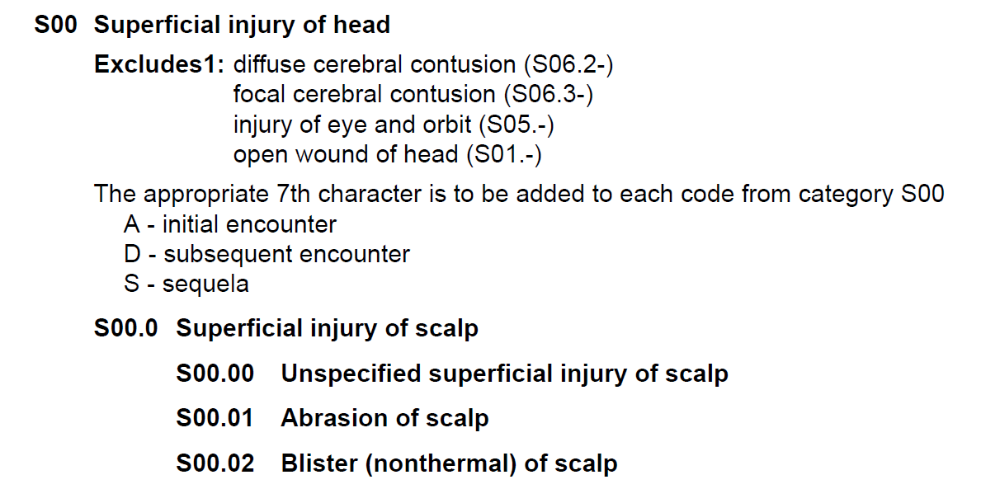 S00 Superficial injury of head
Excludes1: diffuse cerebral contusion (S06.2-)
focal cerebral contusion (S06.3-)
injury of eye and orbit (S05.-)
open wound of head (S01.-)
The appropriate 7th character is to be added to each code from category S00
A - initial encounter
D - subsequent encounter
S - sequela
S00.0 Superficial injury of scalp
S00.00 Unspecified superficial injury of scalp
S00.01 Abrasion of scalp
S00.02 Blister (nonthermal) of scalp